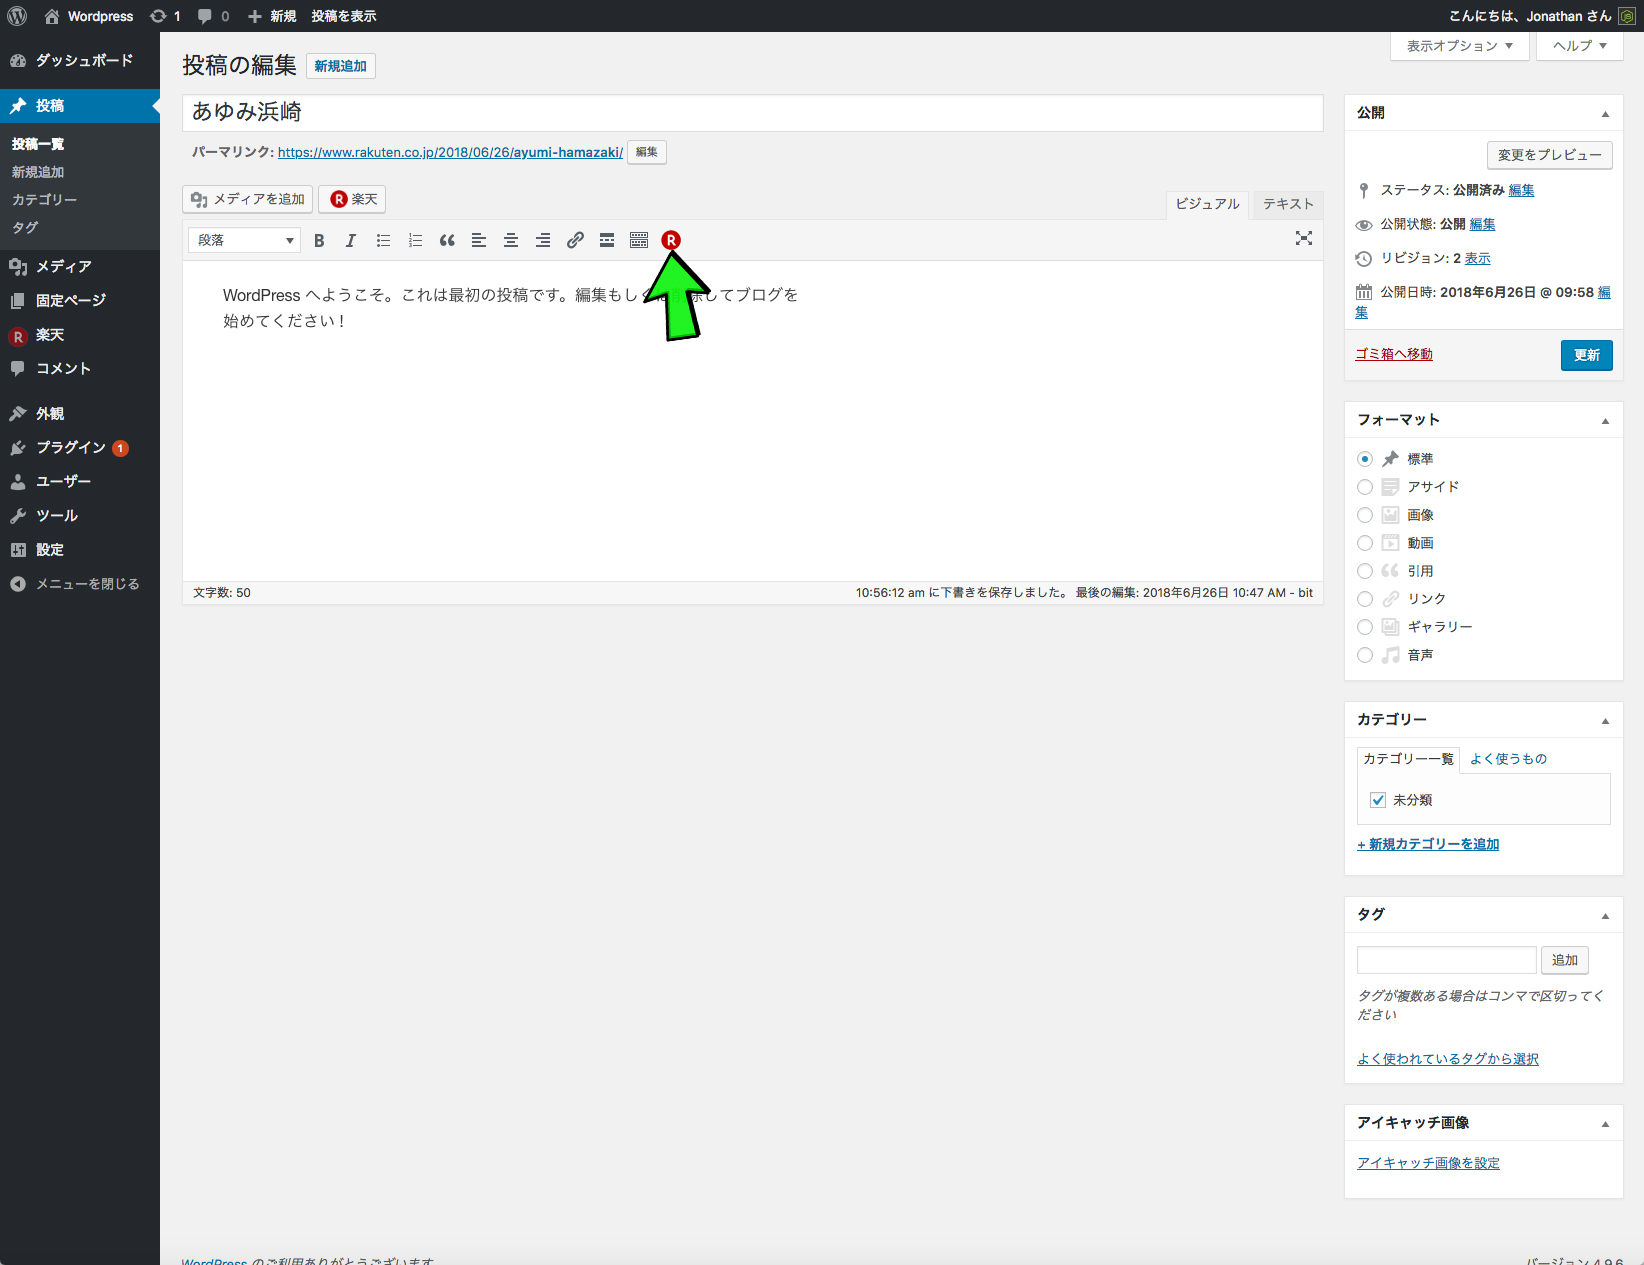 Wordpress 1 0 新規 投稿を表示 こんにちは、Jonathan さん
ダッシュボード
投稿
投稿一覧
新規追加
カテゴリー
タグ
メディア
固定ページ
R 楽天
コメント
外観
プラグイン 1
ユーザー
ツール
設定
メニューを閉じる
表示オプション ヘルプ
投稿の編集 新規追加
あゆみ浜崎
パーマリンク: https://www.rakuten.co.jp/2018/06/26/ayumi-hamazaki/ 編集
メディアを追加 R 楽天
ビジュアル テキスト
段落 B I R
WordPress へようこそ。これは最初の投稿です。編集もしく 除してブログを
始めてください！
文字数: 50
10:56:12 am に下書きを保存しました。 最後の編集: 2018年6月26日 10:47 AM - bit
公開
変更をプレビュー
ステータス: 公開済み 編集
公開状態: 公開 編集
リビジョン: 2 表示
公開日時: 2018年6月26日 @ 09:58 編
集
ゴミ箱へ移動 更新
フォーマット
標準
アサイド
画像
動画
引用
リンク
ギャラリー
音声
カテゴリー
カテゴリー一覧 よく使うもの
未分類
+ 新規カテゴリーを追加
タグ
追加
タグが複数ある場合はコンマで区切ってく
ださい
よく使われているタグから選択
アイキャッチ画像
アイキャッチ画像を設定
WordPress のご利用ありがとうございます
バージョン 4.9.6